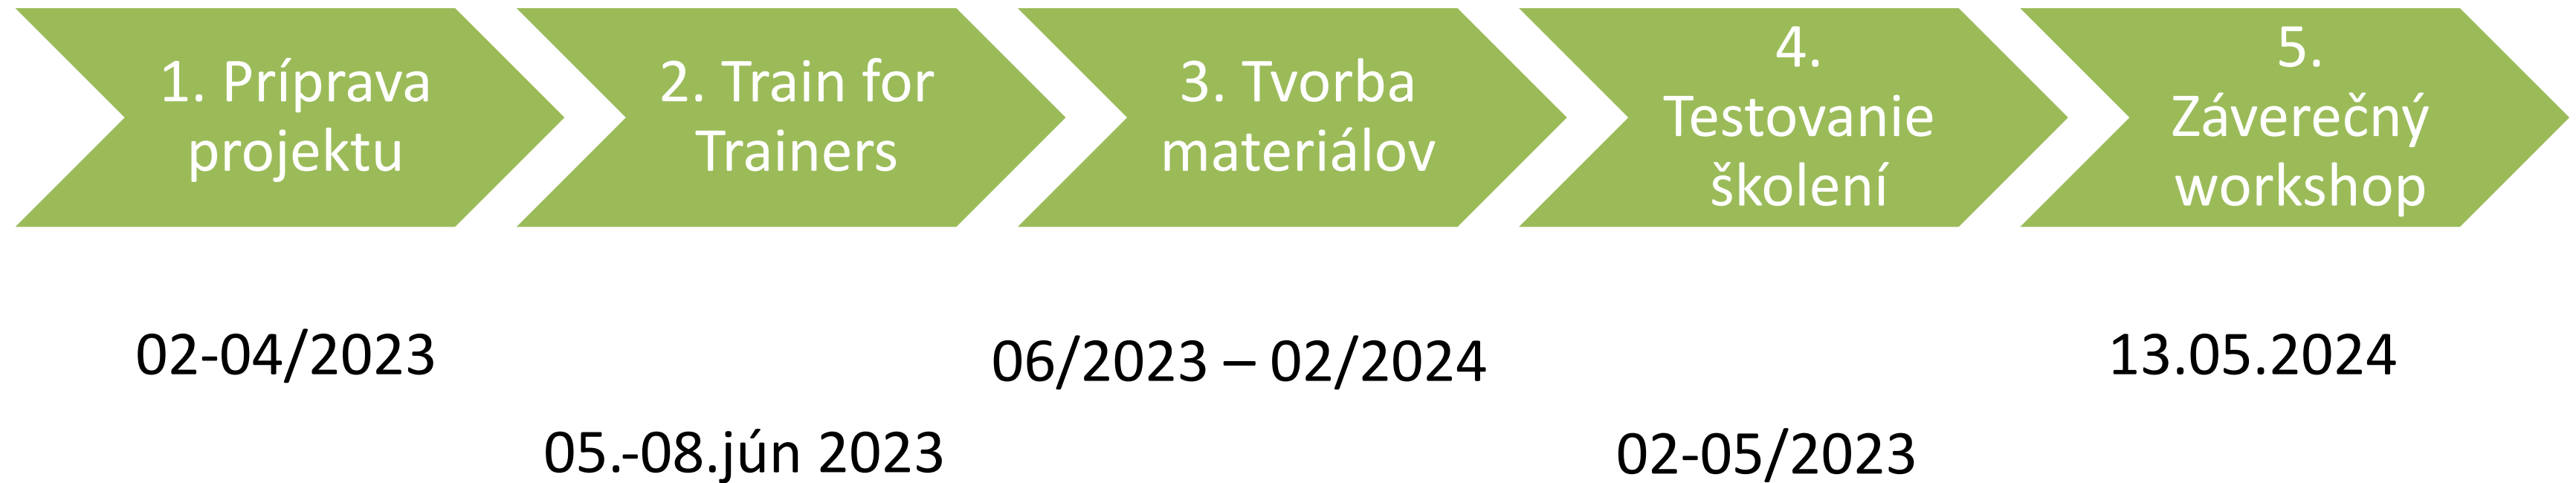 1. Príprava
projektu
2. Train for
Trainers
3. Tvorba
materiálov
4.
Testovanie
školení
5.
Záverečný
workshop
02-04/2023
05.-08.jún 2023
06/2023 – 02/2024
02-05/2023
13.05.2024